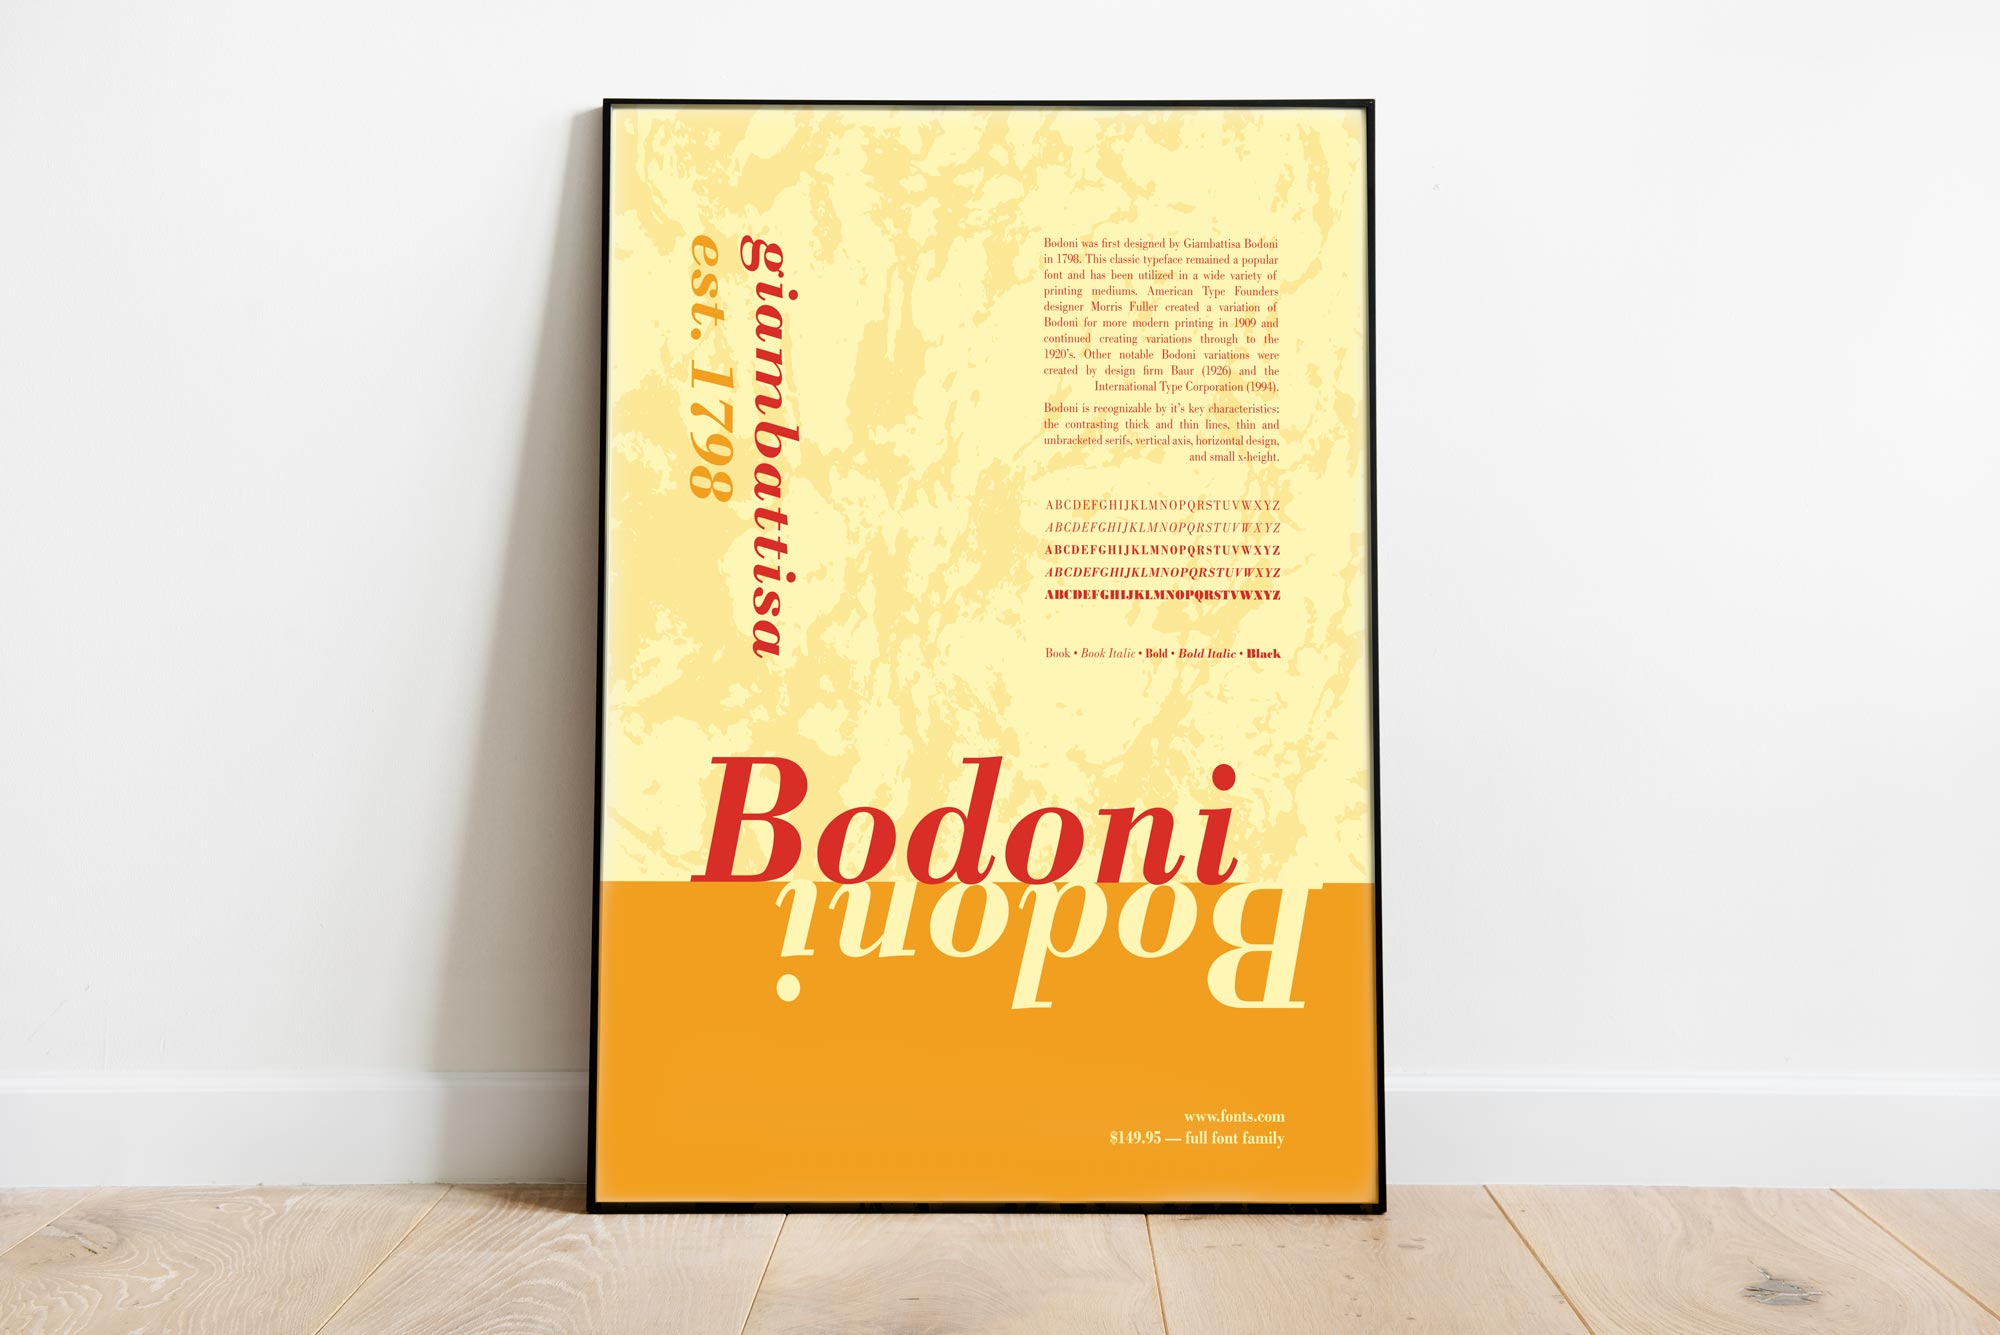 giambattisa
est. 1798
Bodoni was first designed by Giambattisa Bodoni
in 1798. This classic typeface remained a popular
font and has been utilized in a wide variety of
printing mediums. American Type Founders
designer Morris Fuller created a variation of
Bodoni for more modern printing in 1909 and
continued creating variations through to the
1920's. Other notable Bodoni variations were
created by design firm Baur (1926) and the
International Type Corporation (1994).
Bodoni is recognizable by it's key characteristics:
the contrasting thick and thin lines, thin and
unbracketed serifs, vertical axis, horizontal design,
and small x-height.
ABCDEFGHIJKLMNOPQRSTUVWXYZ
ABCDEFGHIJKLMNOPQRSTUVWXYZ
ABCDEFGHIJKLMNOPQRSTUVWXYZ
ABCDEFGHIJKLMNOPQRSTUVWXYZ
ABCDEFGHIJKLMNOPQRSTVWXYZ
Book • Book Italic • Bold • Bold Italic • Black
Bodoni
Bodoni
www.fonts.com
$149.95 — full font family